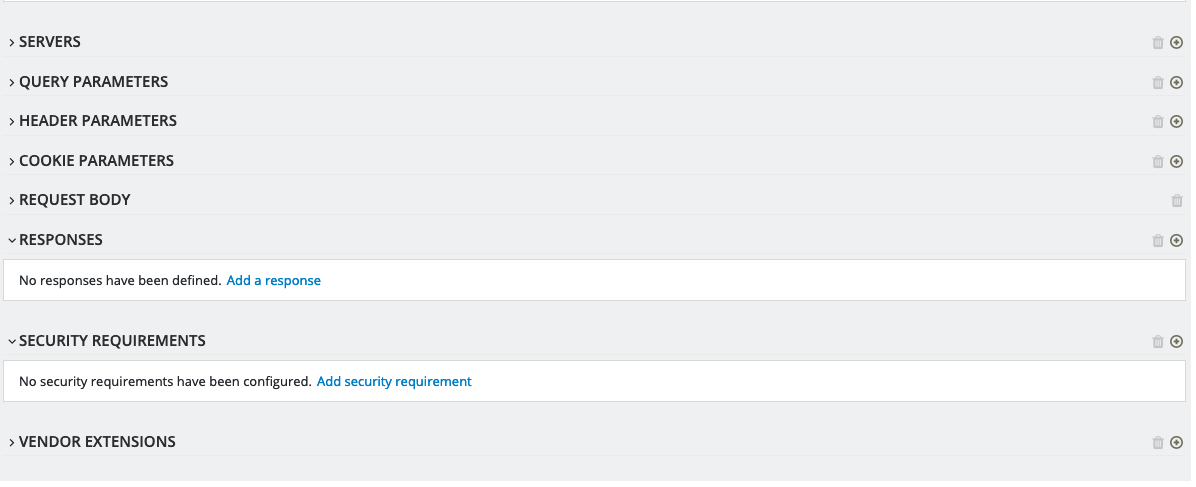 SERVERS
QUERY PARAMETERS
HEADER PARAMETERS
COOKIE PARAMETERS
REQUEST BODY
RESPONSES
No responses have been defined. Add a response
SECURITY REQUIREMENTS
No security requirements have been configured. Add security requirement
VENDOR EXTENSIONS